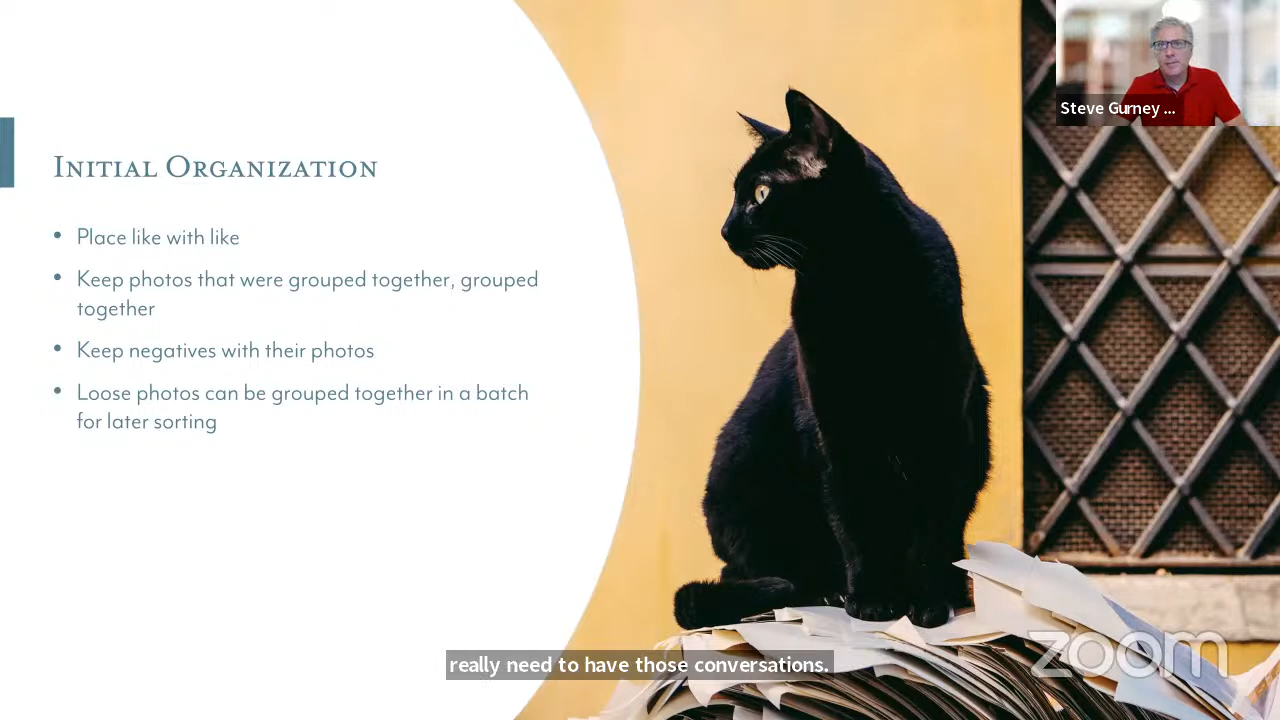 Steve Gurney ...
INITIAL ORGANIZATION
• Place like with like
• Keep photos that were grouped together, grouped
together
• Keep negatives with their photos
• Loose photos can be grouped together in a batch
for later sorting
really need to have those conversations.
zoom